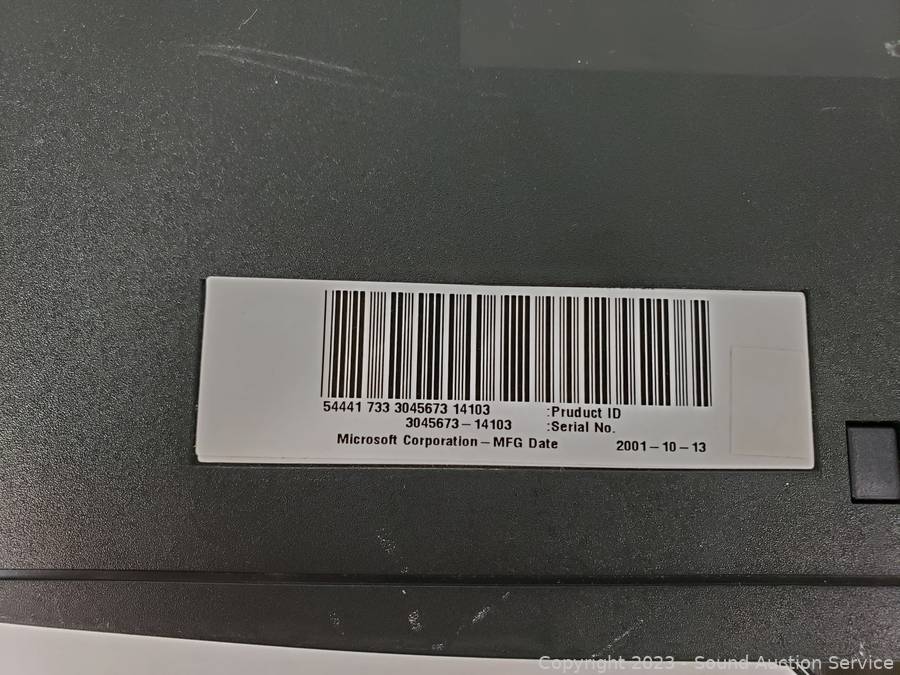 54441 733 3045673 14103 :Pruduct ID
3045673-14103 :Serial No.
Microsoft Corporation-MFG Date 2001-10-13
Copyright 2023 - Sound Auction Service